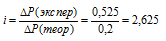 i = ΔP(экспер) / ΔP(теор) = 0,525 / 0,2 = 2,625